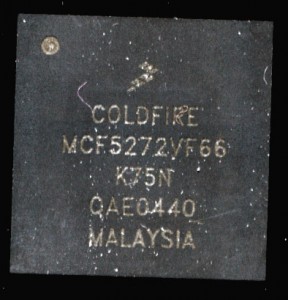 COLDFIRE
MCF5272VF66
K75N
QAE0440
MALAYSIA